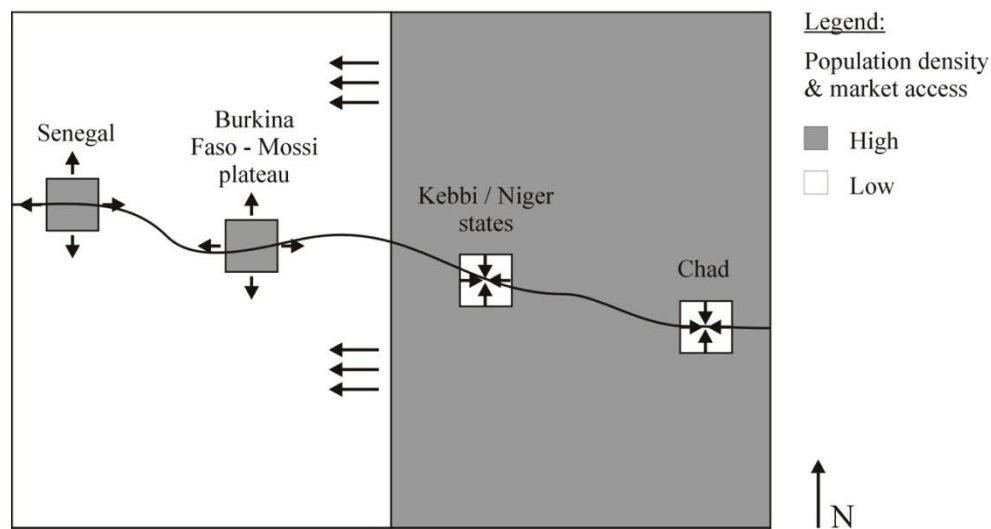 Legend:
Population density
& market access
High
Low
Senegal
Burkina
Faso - Mossi
plateau
Kebbi / Niger
states
Chad
N